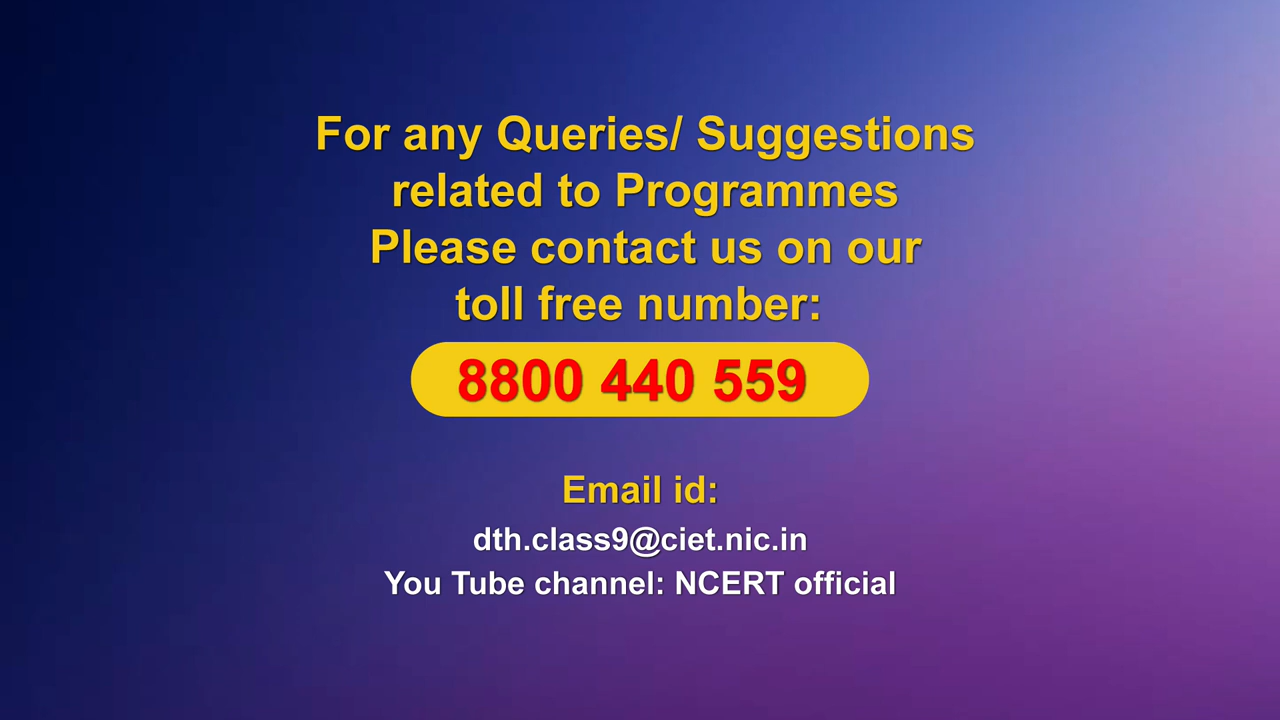 For any Queries/ Suggestions
related to Programmes
Please contact us on our
toll free number:
8800 440 559
Email id:
dth.class9@ciet.nic.in
You Tube channel: NCERT official